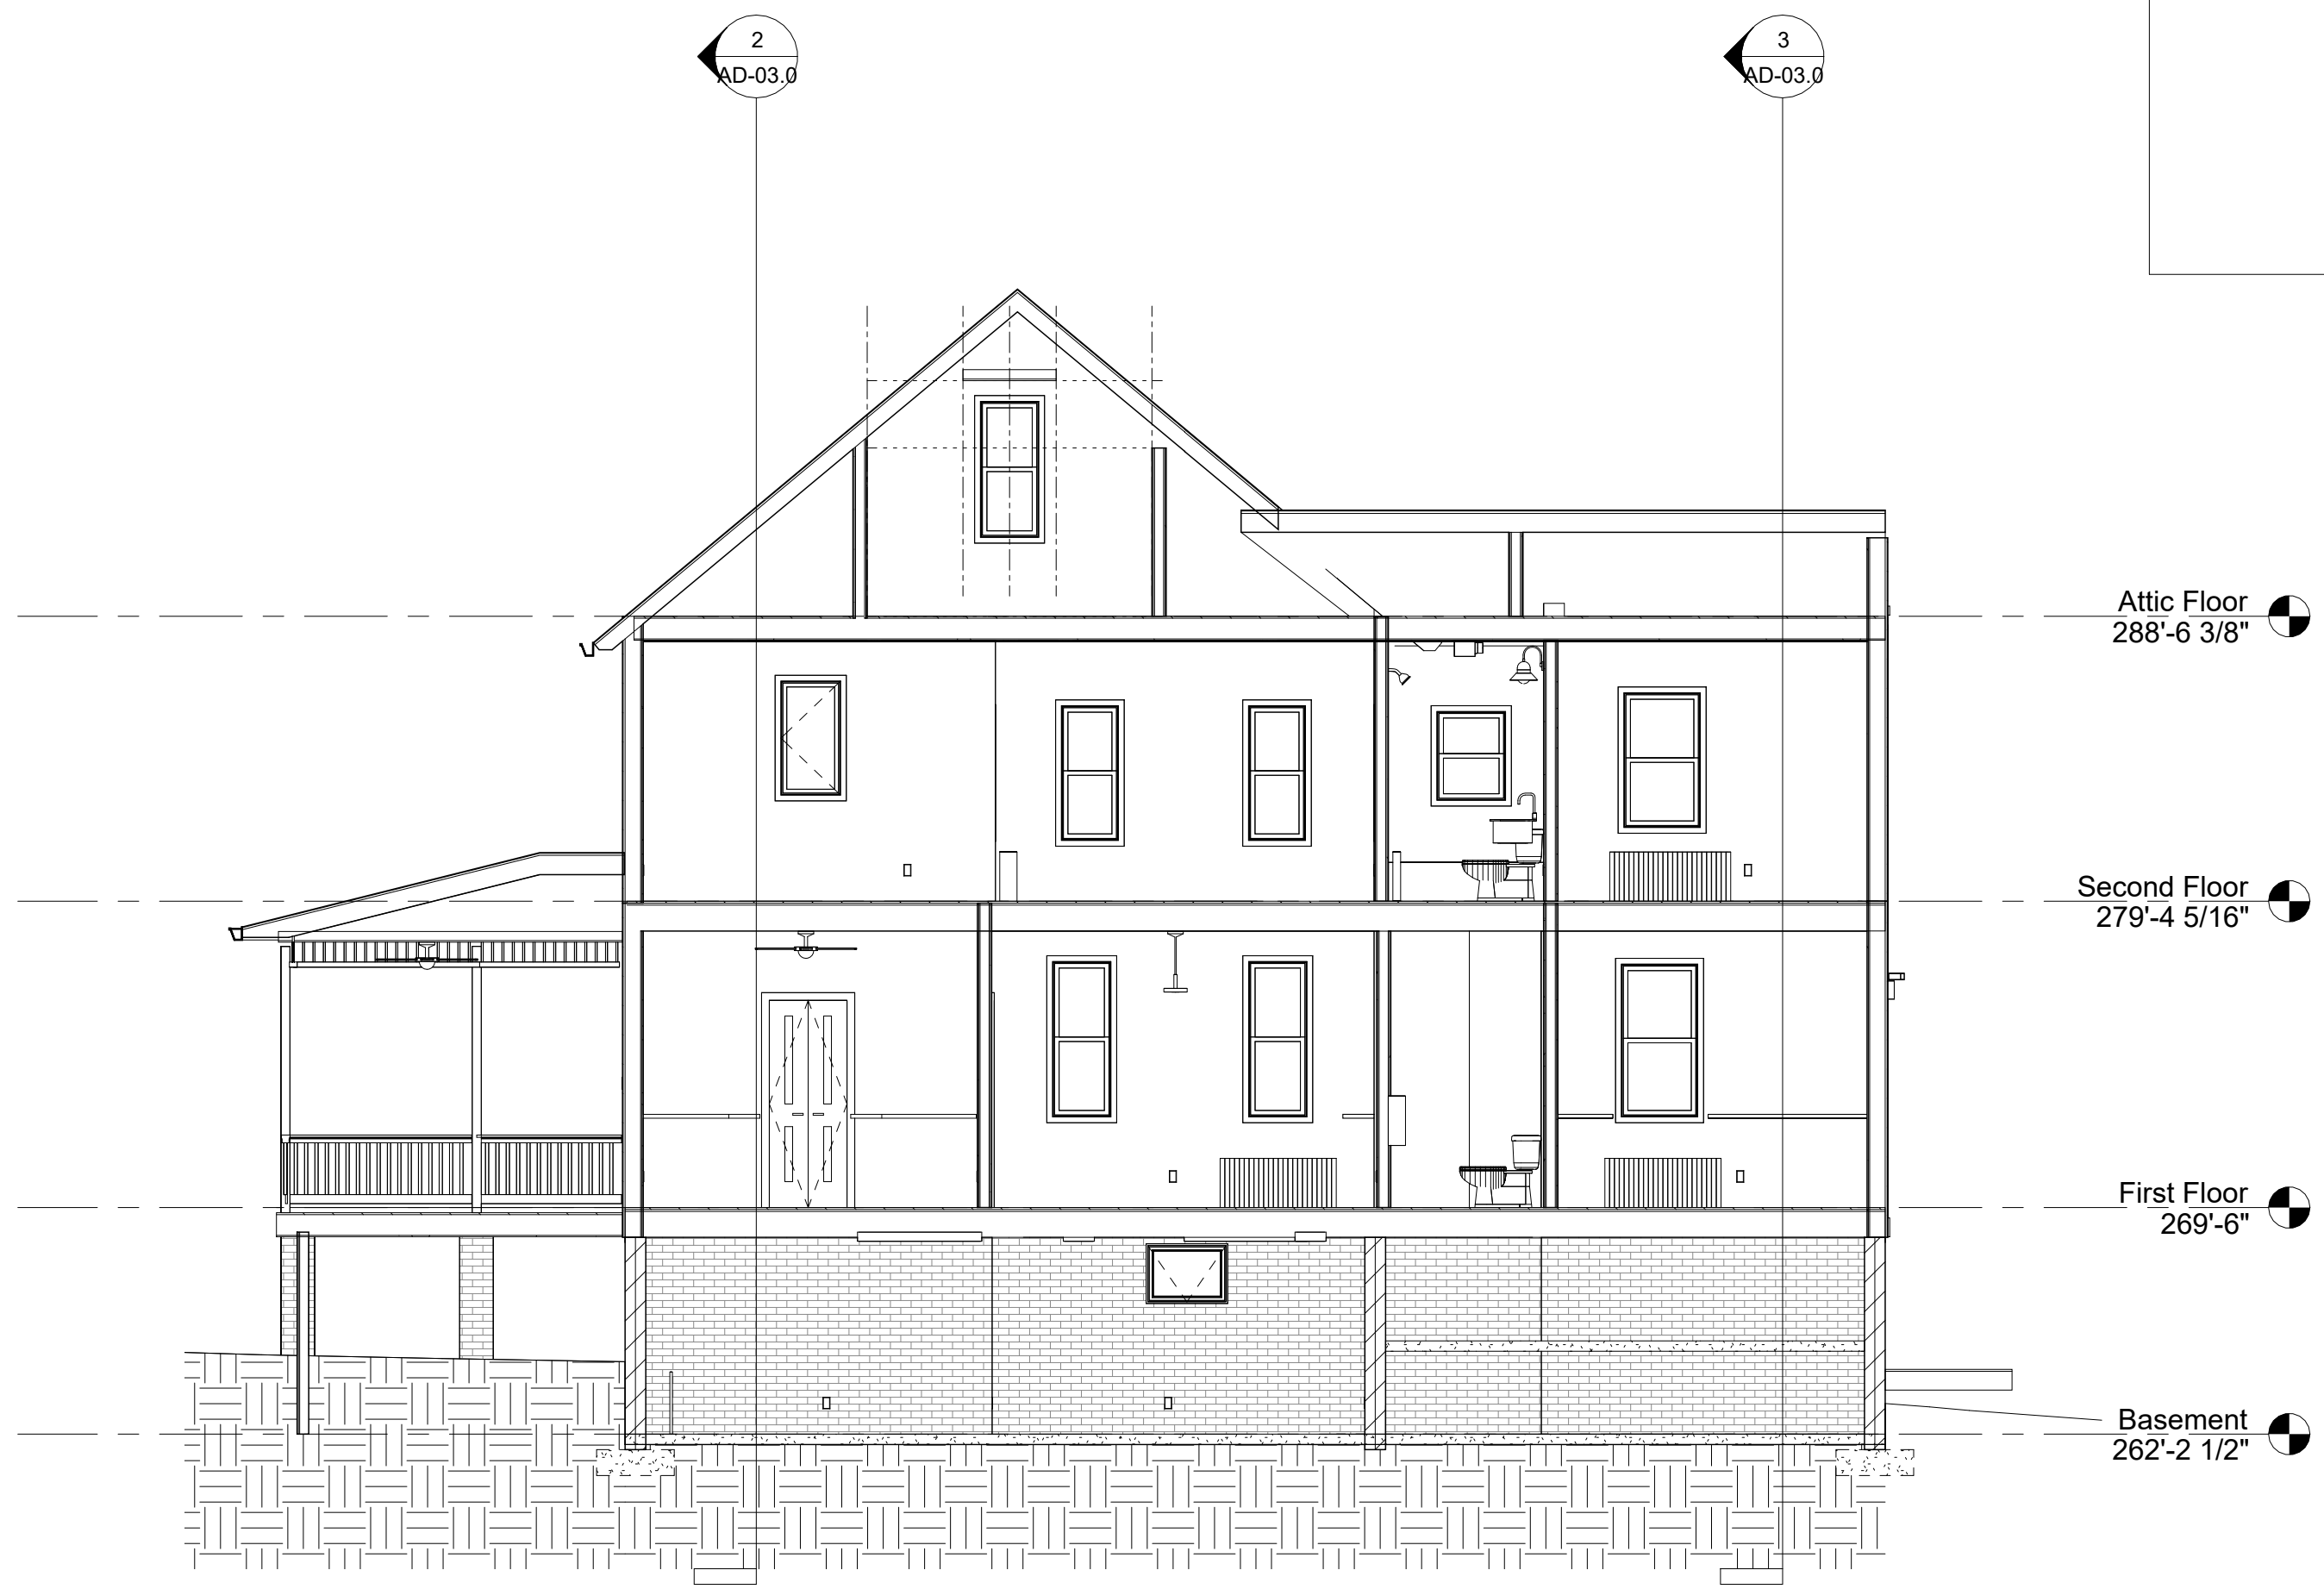 2
AD-03.0
3
AD-03.0
Attic Floor
288'-6 3/8"
Second Floor
279'-4 5/16"
First Floor
269'-6"
Basement
262'-2 1/2"